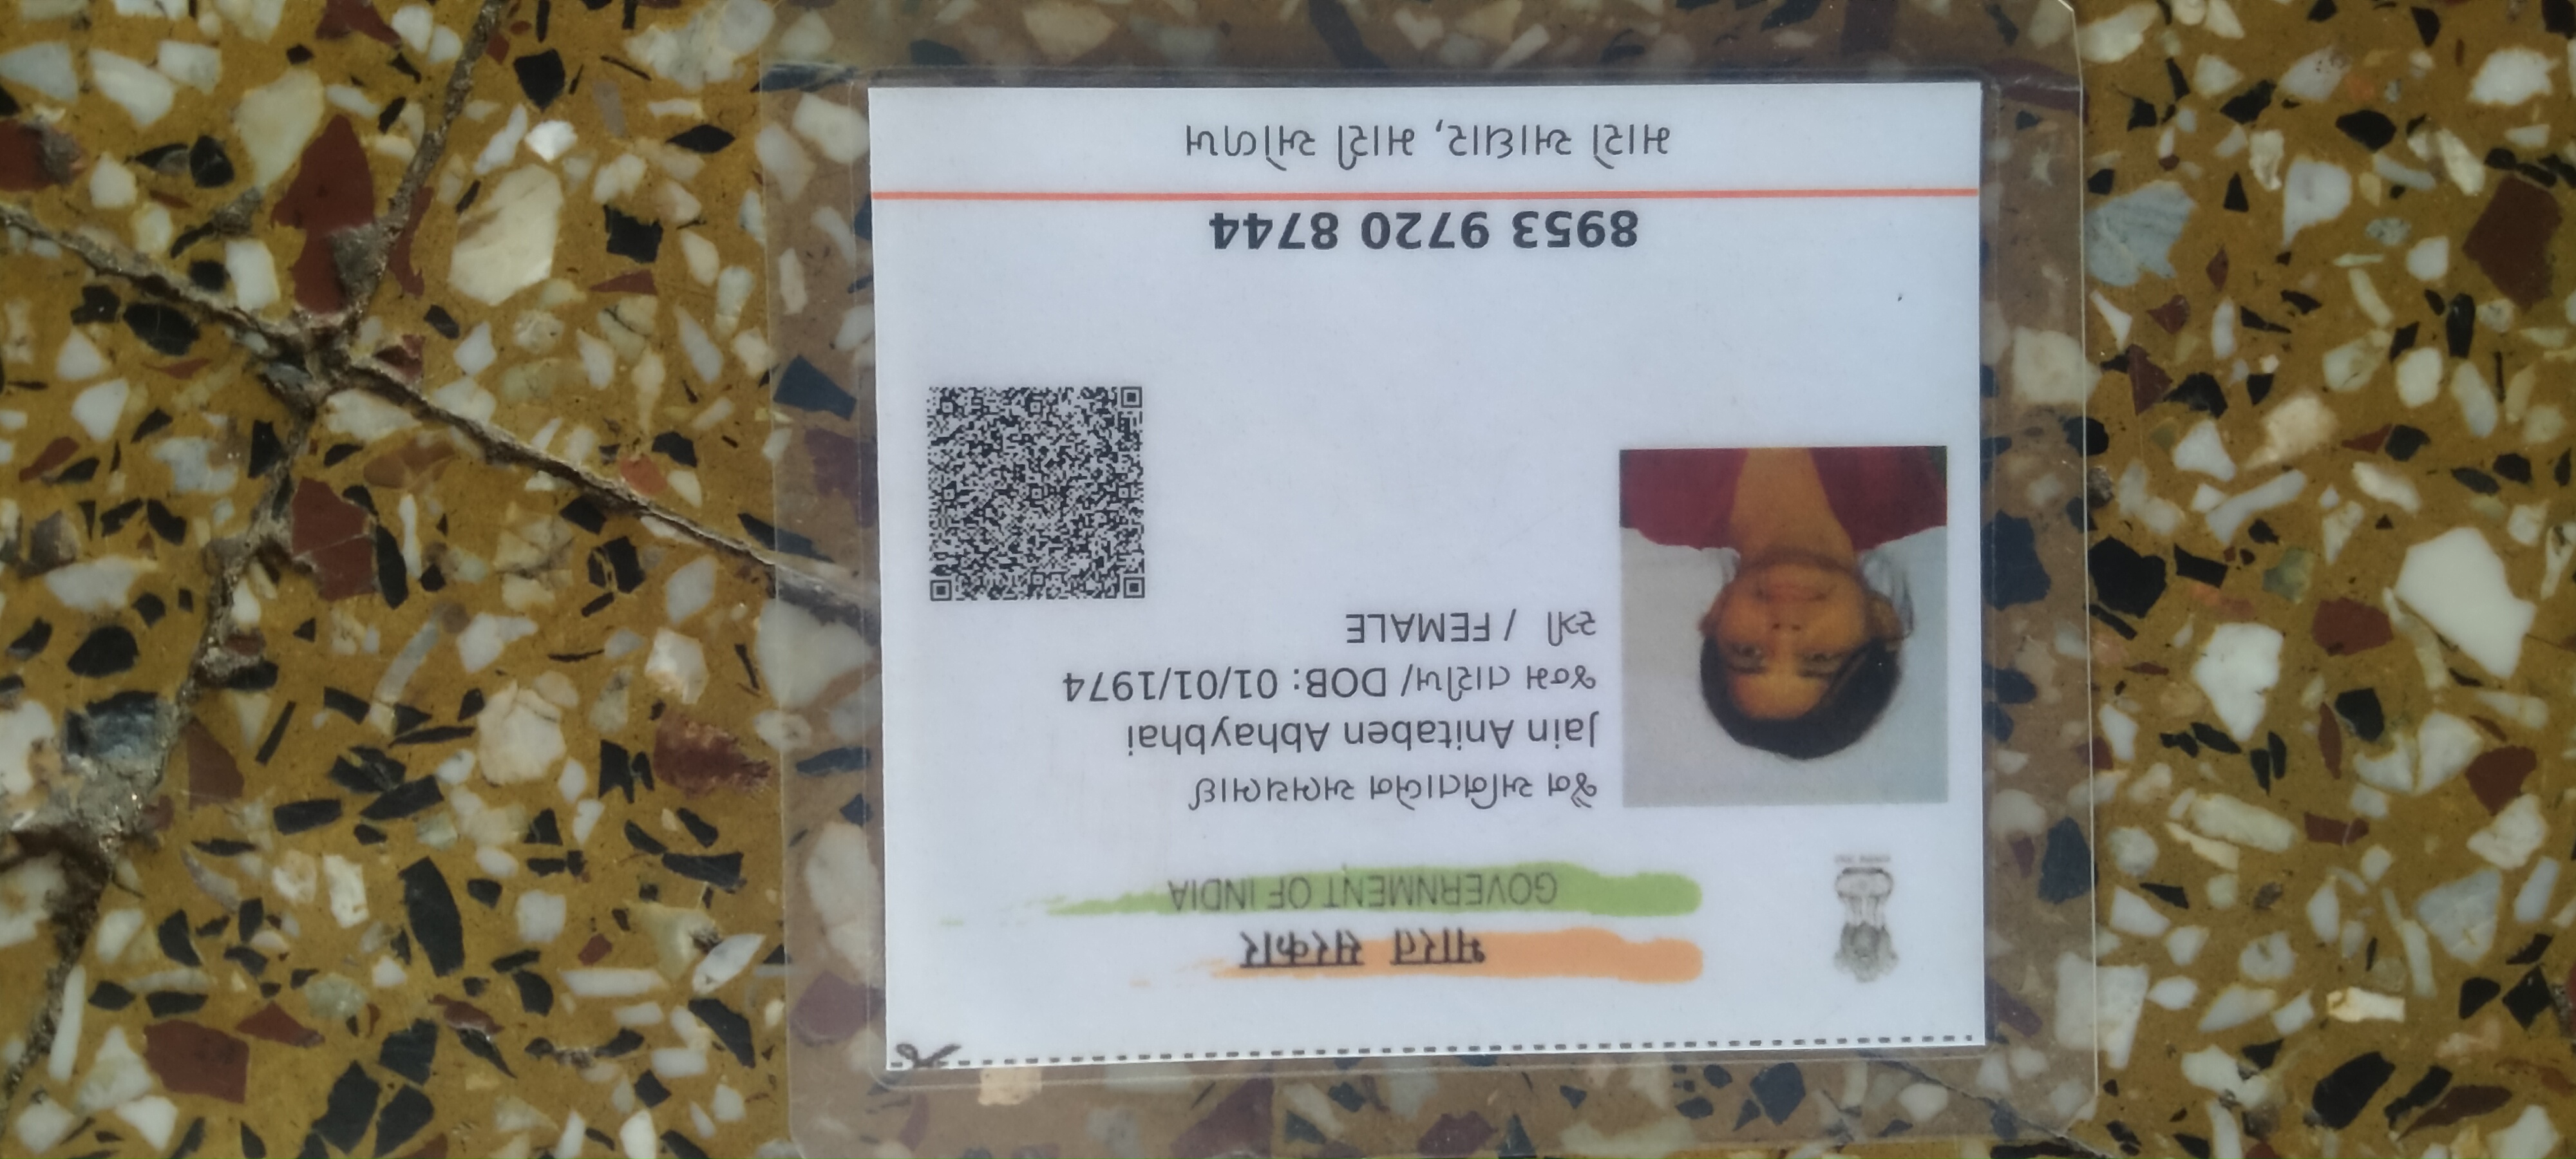 भारत सरकार
GOVERNMENT OF INDIA
જૈન અનિતાબેન અભયભાઈ
Jain Anitaben Abhaybhai
જન્મ તારીખ/ DOB: 01/01/1974
સ્ત્રી / FEMALE
8953 9720 8744
મારો આધાર, મારી ઓળખ